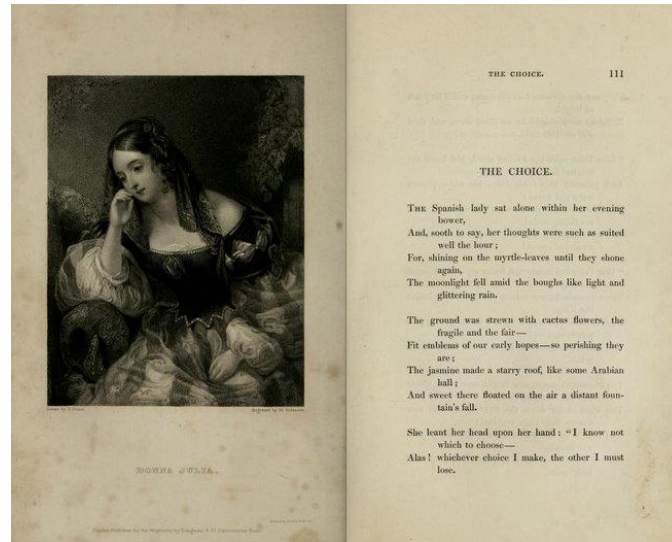 DONNA JULIA.
THE CHOICE. 111
THE CHOICE.
THE Spanish lady sat alone within her evening
bower,
And, sooth to say, her thoughts were such as suited
well the hour;
For, shining on the myrtle-leaves until they shone
again,
The moonlight fell amid the boughs like light and
glittering rain.
The ground was strewn with cactus flowers, the
fragile and the fair—
Fit emblems of our early hopes—so perishing they
are;
The jasmine made a starry roof, like some Arabian
hall;
And sweet there floated on the air a distant foun-
tain's fall.
She leant her head upon her hand: "I know not
which to choose—
Alas! whichever choice I make, the other I must
lose.